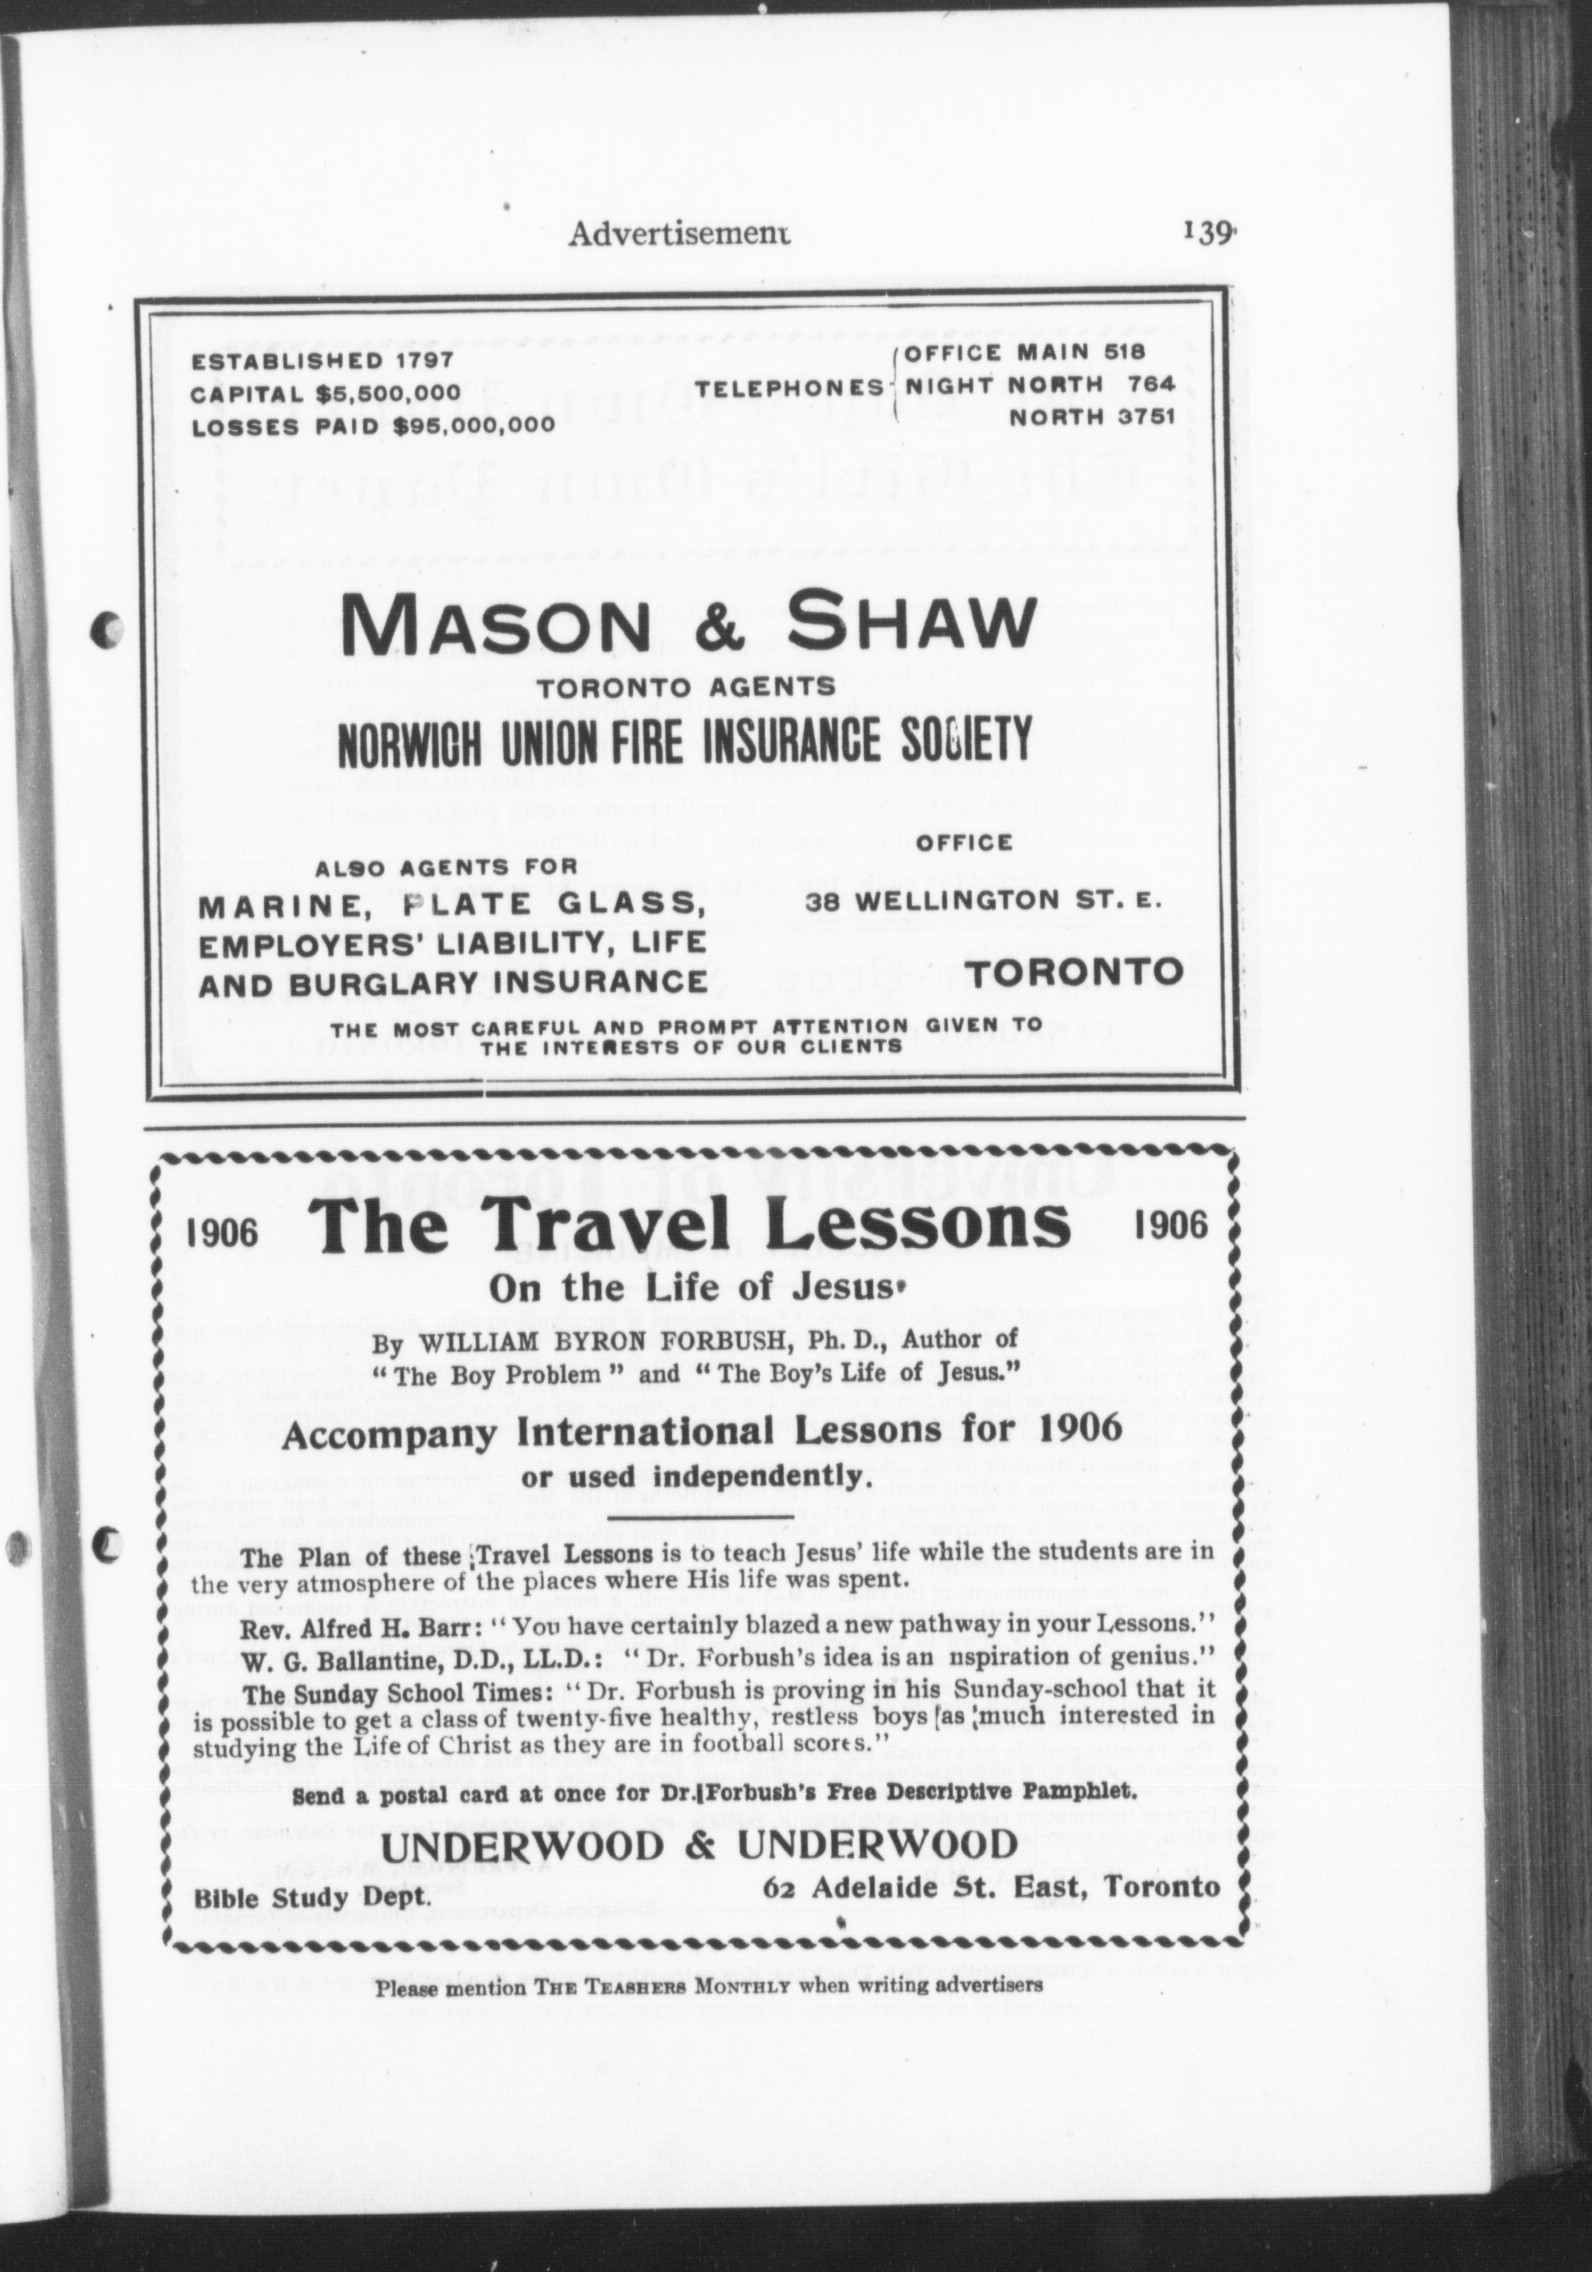 Advertisement 139
ESTABLISHED 1797
CAPITAL $5,500,000
LOSSES PAID $95,000,000
TELEPHONES
OFFICE MAIN 518
NIGHT NORTH 764
NORTH 3751
MASON & SHAW
TORONTO AGENTS
NORWICH UNION FIRE INSURANCE SOCIETY
ALSO AGENTS FOR
MARINE, PLATE GLASS,
EMPLOYERS' LIABILITY, LIFE
AND BURGLARY INSURANCE
OFFICE
38 WELLINGTON ST. E.
TORONTO
THE MOST CAREFUL AND PROMPT ATTENTION GIVEN TO
THE INTERESTS OF OUR CLIENTS
1906 The Travel Lessons 1906
On the Life of Jesus.
By WILLIAM BYRON FORBUSH, Ph. D., Author of
"The Boy Problem" and "The Boy's Life of Jesus."
Accompany International Lessons for 1906
or used independently.
The Plan of these Travel Lessons is to teach Jesus' life while the students are in
the very atmosphere of the places where His life was spent.
Rev. Alfred H. Barr: "You have certainly blazed a new pathway in your Lessons."
W. G. Ballantine, D.D., LL.D.: "Dr. Forbush's idea is an nspiration of genius."
The Sunday School Times: "Dr. Forbush is proving in his Sunday-school that it
is possible to get a class of twenty-five healthy, restless boys as much interested in
studying the Life of Christ as they are in football scores."
Send a postal card at once for Dr. Forbush's Free Descriptive Pamphlet.
UNDERWOOD & UNDERWOOD
Bible Study Dept. 62 Adelaide St. East, Toronto
Please mention THE TEASHERS MONTHLY when writing advertisers